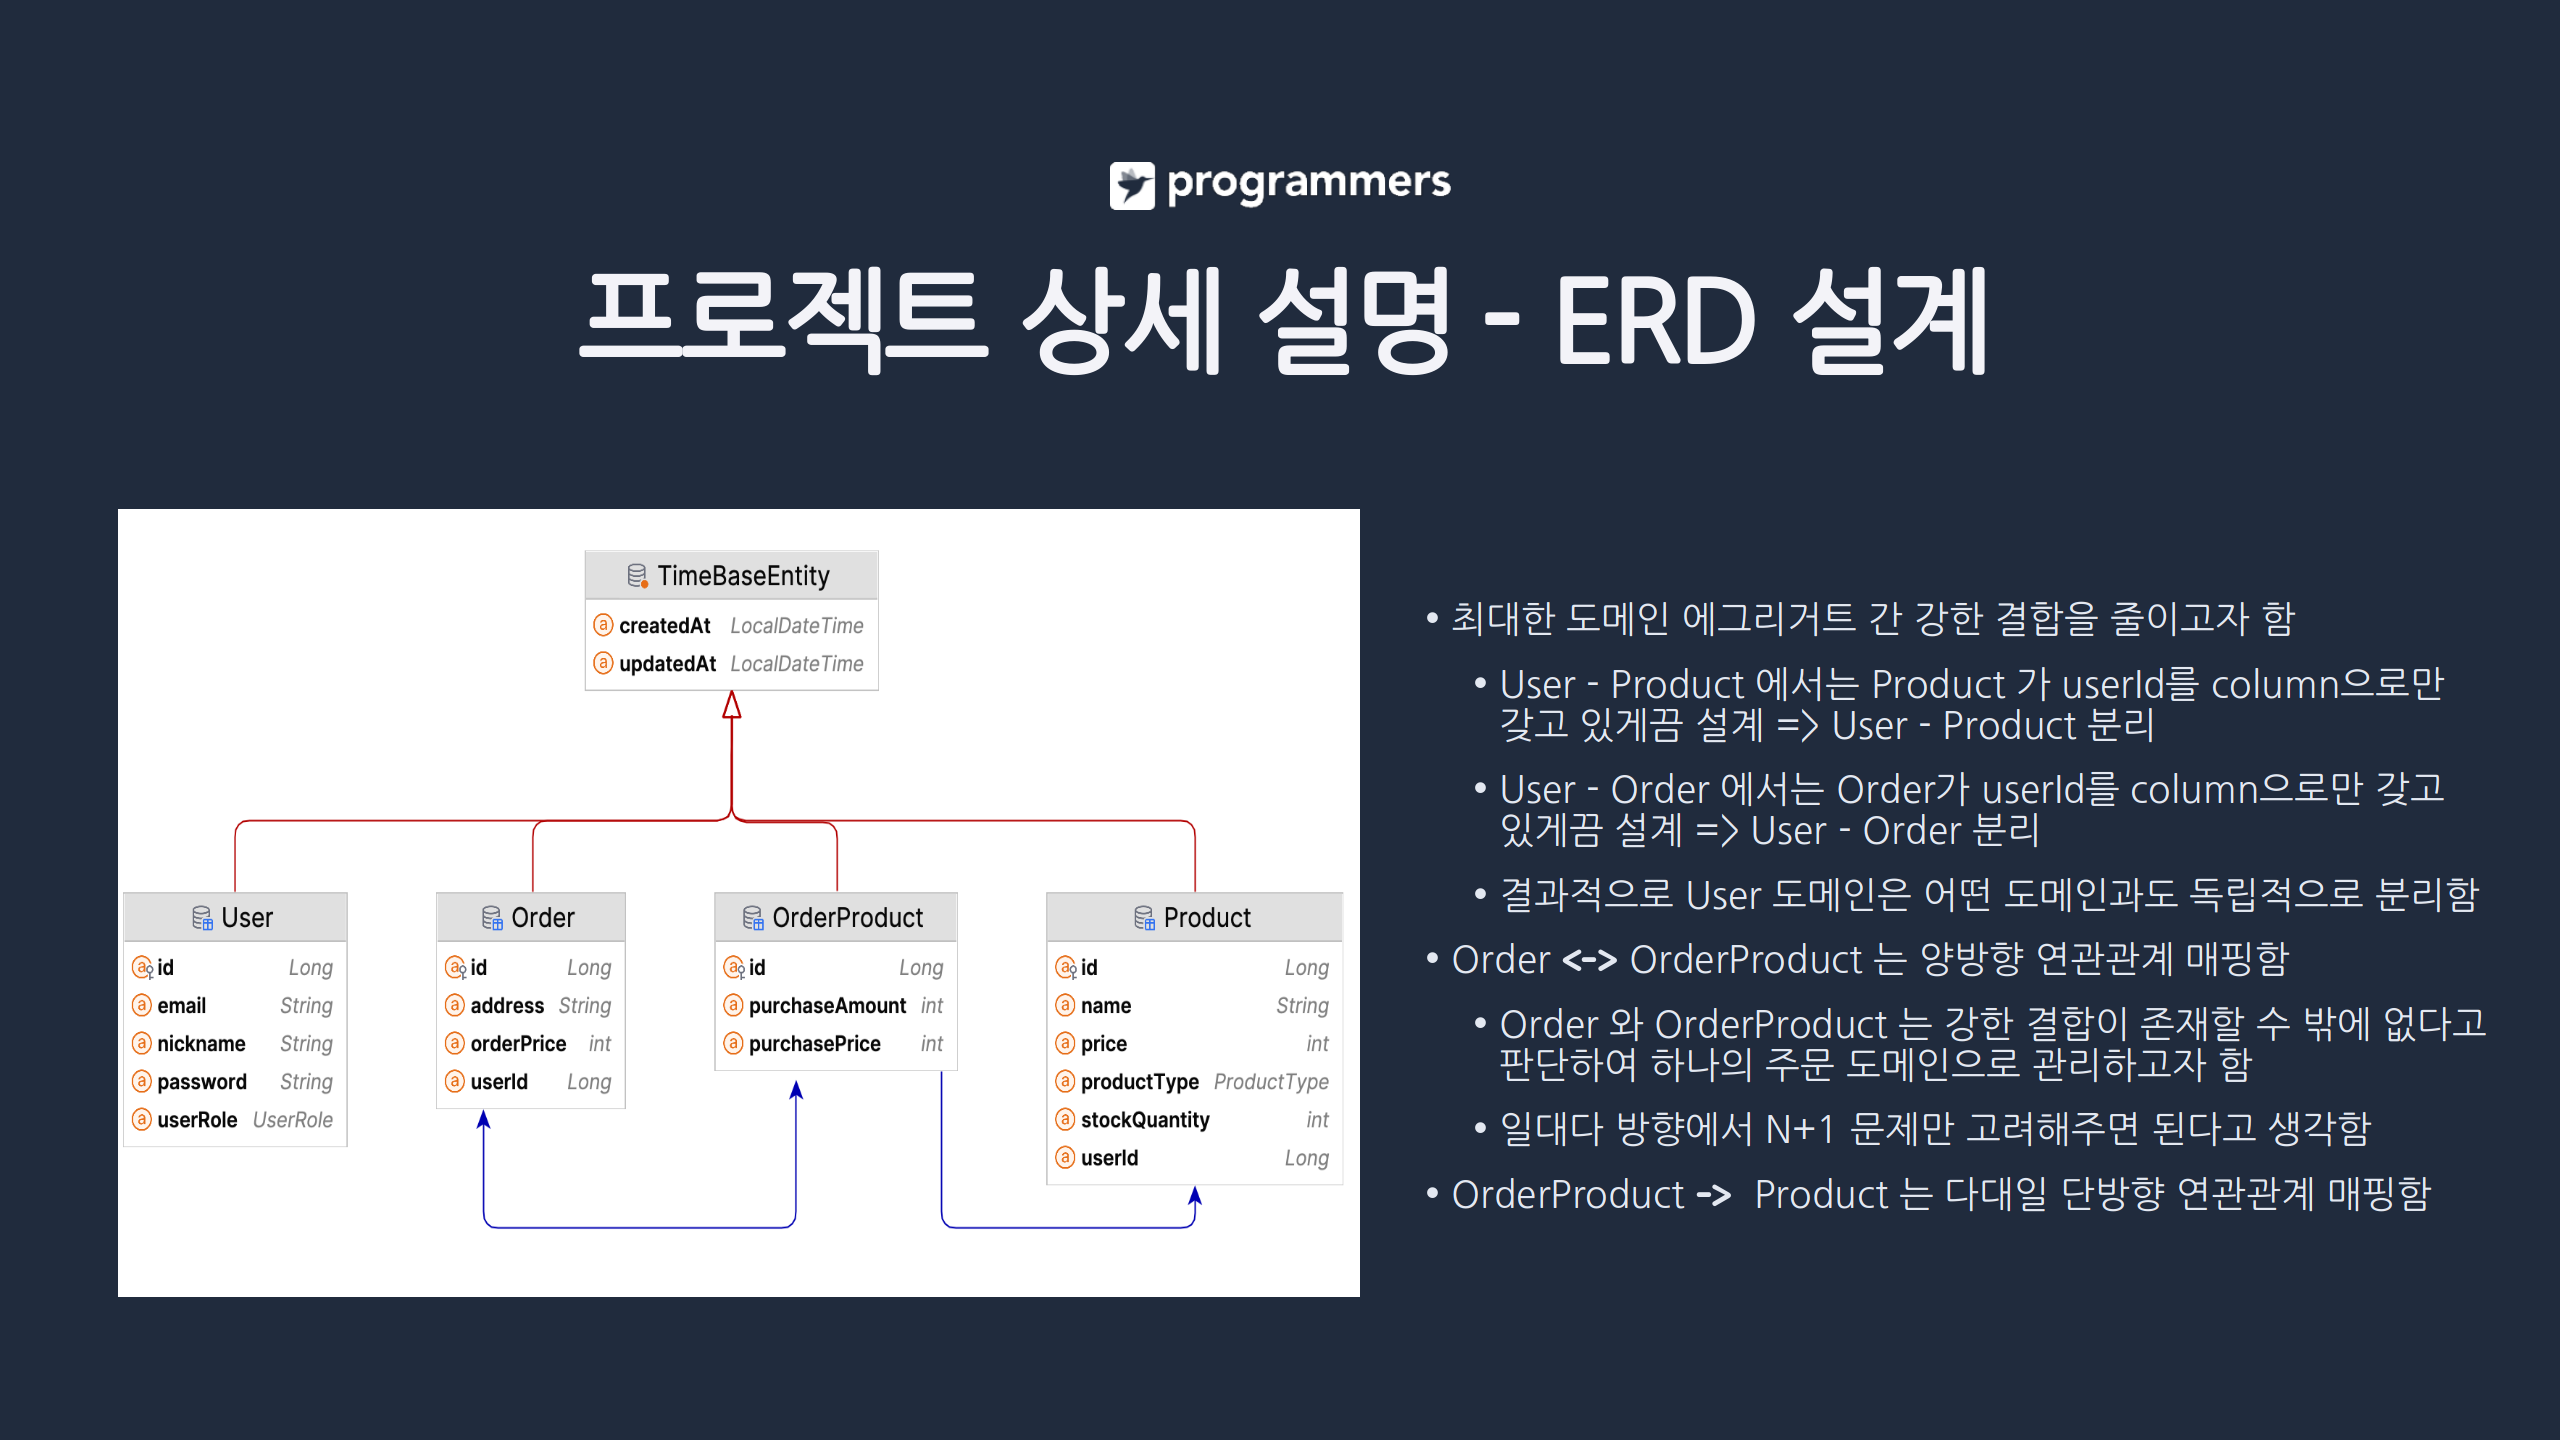 programmers
프로젝트 상세 설명 - ERD 설계
TimeBaseEntity
createdAt LocalDateTime
updatedAt LocalDateTime
User
id Long
email String
nickname String
password String
userRole UserRole
Order
id Long
address String
orderPrice int
userId Long
OrderProduct
id Long
purchaseAmount int
purchasePrice int
Product
id Long
name String
price int
productType ProductType
stockQuantity int
userId Long
• 최대한 도메인 에그리거트 간 강한 결합을 줄이고자 함
• User - Product 에서는 Product 가 userId를 column으로만
갖고 있게끔 설계 => User - Product 분리
• User - Order 에서는 Order가 userId를 column으로만 갖고
있게끔 설계 => User - Order 분리
• 결과적으로 User 도메인은 어떤 도메인과도 독립적으로 분리함
• Order <-> OrderProduct 는 양방향 연관관계 매핑함
• Order 와 OrderProduct 는 강한 결합이 존재할 수 밖에 없다고
판단하여 하나의 주문 도메인으로 관리하고자 함
• 일대다 방향에서 N+1 문제만 고려해주면 된다고 생각함
• OrderProduct -> Product 는 다대일 단방향 연관관계 매핑함